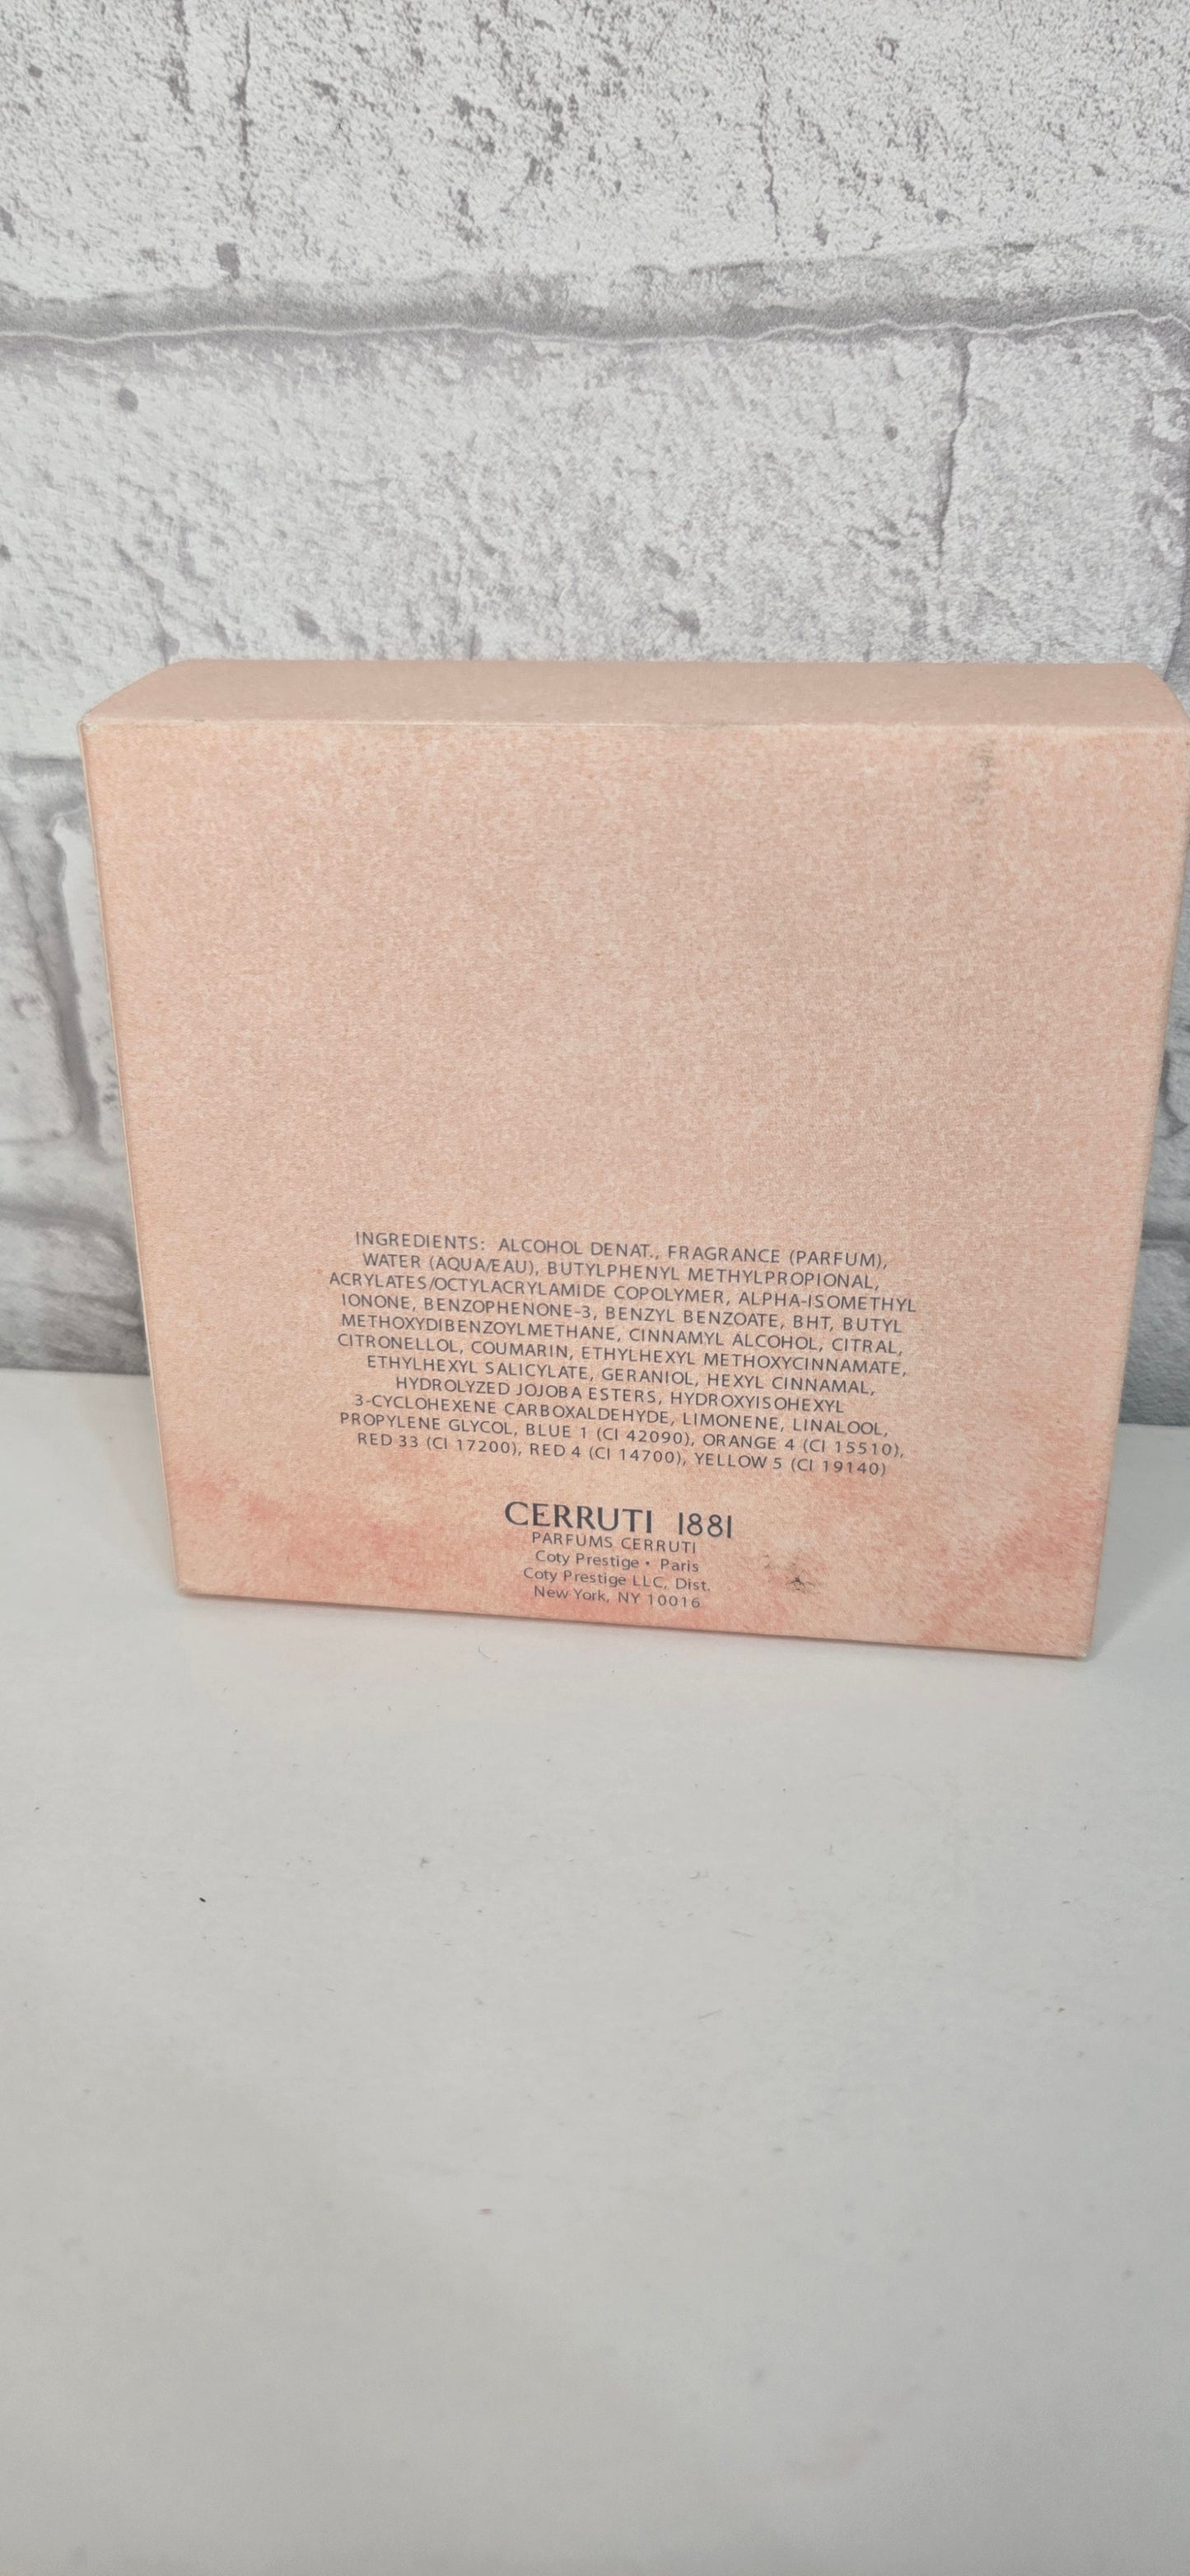 INGREDIENTS: ALCOHOL DENAT., FRAGRANCE (PARFUM),
WATER (AQUA/EAU), BUTYLPHENYL METHYLPROPIONAL,
ACRYLATES/OCTYLACRYLAMIDE COPOLYMER, ALPHA-ISOMETHYL
IONONE, BENZOPHENONE-3, BENZYL BENZOATE, BHT, BUTYL
METHOXYDIBENZOYLMETHANE, CINNAMYL ALCOHOL, CITRAL,
CITRONELLOL, COUMARIN, ETHYLHEXYL METHOXYCINNAMATE,
ETHYLHEXYL SALICYLATE, GERANIOL, HEXYL CINNAMAL,
HYDROLYZED JOJOBA ESTERS, HYDROXYISOHEXYL
3-CYCLOHEXENE CARBOXALDEHYDE, LIMONENE, LINALOOL,
PROPYLENE GLYCOL, BLUE 1 (CI 42090), ORANGE 4 (CI 15510),
RED 33 (CI 17200), RED 4 (CI 14700), YELLOW 5 (CI 19140)
CERRUTI 1881
PARFUMS CERRUTI
Coty Prestige • Paris
Coty Prestige LLC, Dist.
New York, NY 10016